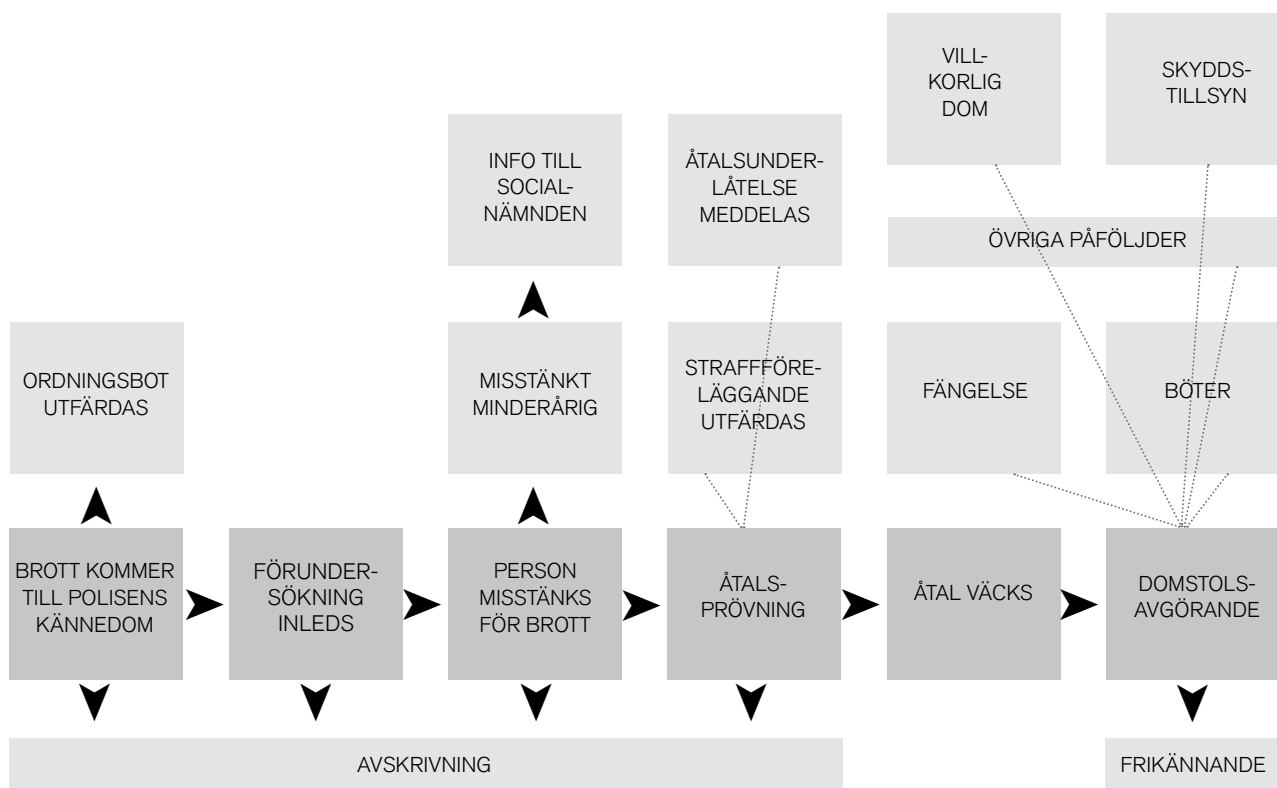 VILL-
KORLIG
DOM
SKYDDS-
TILLSYN
INFO TILL
SOCIAL-
NÄMNDEN
ÅTALSUNDER-
LÅTELSE
MEDDELAS
ÖVRIGA PÅFÖLJDER
ORDNINGSBOT
UTFÄRDAS
MISSTÄNKT
MINDERÅRIG
STRAFFFÖRE-
LÄGGANDE
UTFÄRDAS
FÄNGELSE
BÖTER
BROTT KOMMER
TILL POLISENS
KÄNNEDOM
FÖRUNDER-
SÖKNING
INLEDS
PERSON
MISSTÄNKS
FÖR BROTT
ÅTALS-
PRÖVNING
ÅTAL VÄCKS
DOMSTOLS-
AVGÖRANDE
AVSKRIVNING
FRIKÄNNANDE